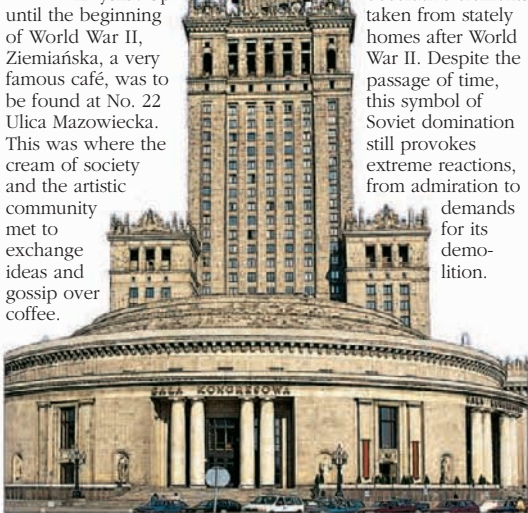 until the beginning
of World War II,
Ziemiańska, a very
famous café, was to
be found at No. 22
Ulica Mazowiecka.
This was where the
cream of society
and the artistic
community
met to
exchange
ideas and
gossip over
coffee.
taken from stately
homes after World
War II. Despite the
passage of time,
this symbol of
Soviet domination
still provokes
extreme reactions,
from admiration to
demands
for its
demo-
lition.
SALA KONGRESOWA